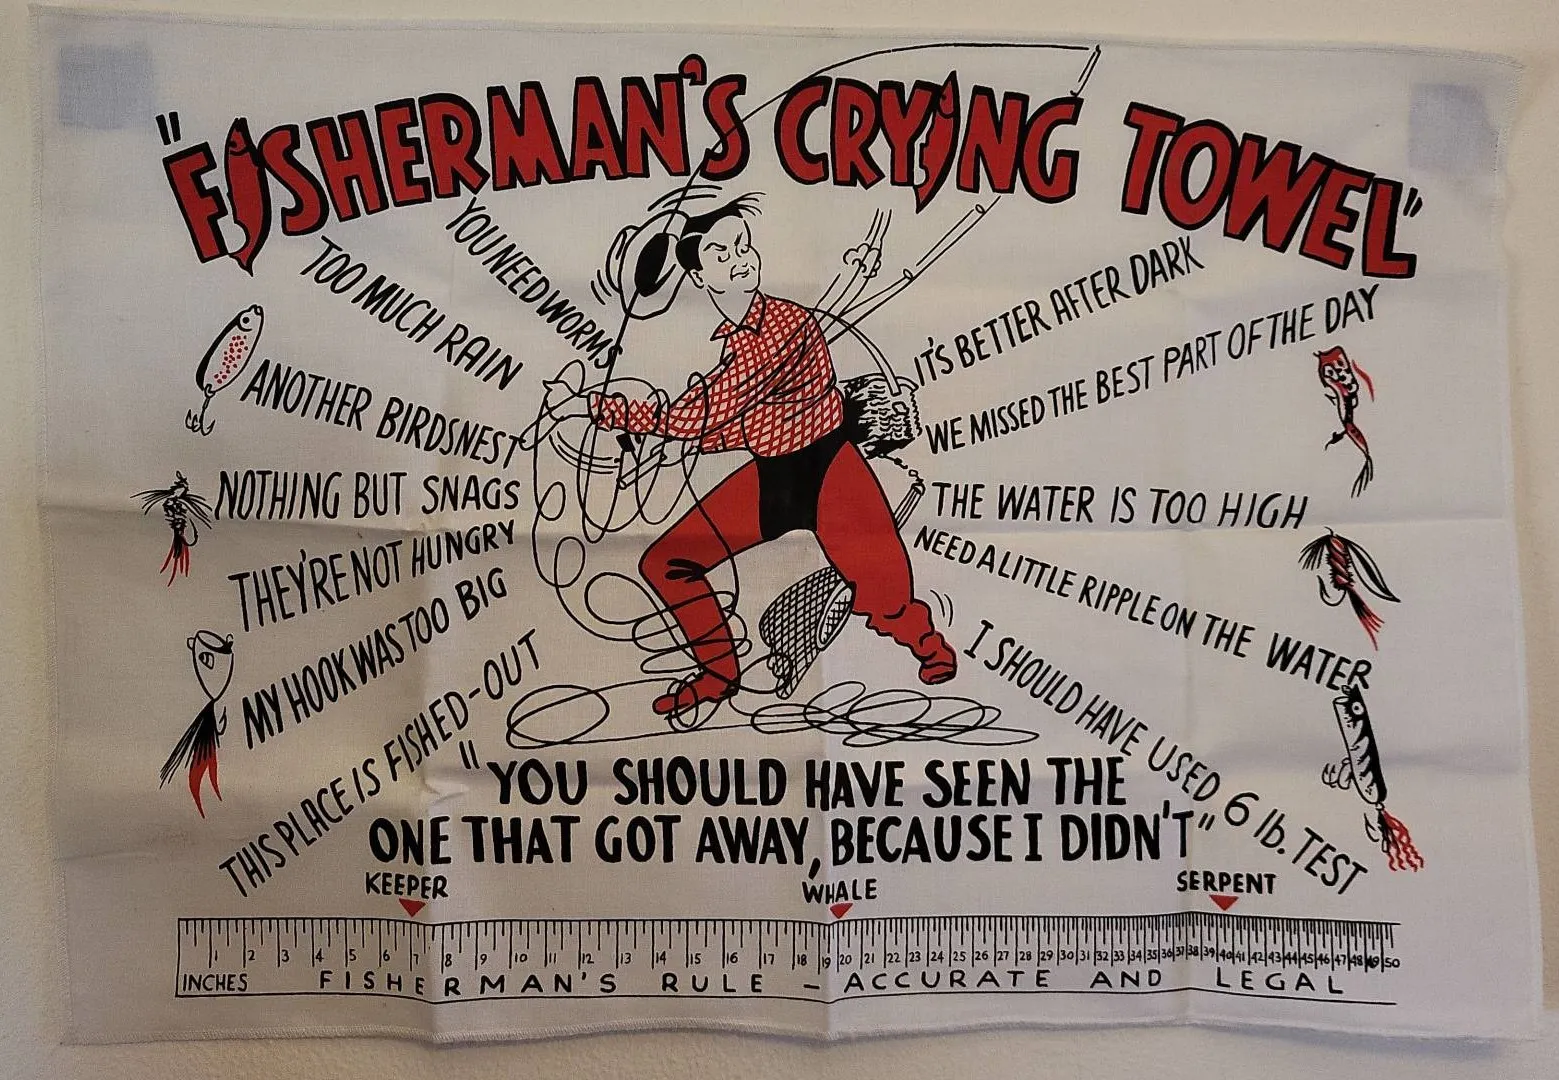 "FISHERMAN'S CRYING TOWEL"
YOU NEED WORMS
TOO MUCH RAIN
ANOTHER BIRDSNEST
NOTHING BUT SNAGS
THEY'RE NOT HUNGRY
MY HOOK WAS TOO BIG
THIS PLACE IS FISHED-OUT
IT'S BETTER AFTER DARK
WE MISSED THE BEST PART OF THE DAY
THE WATER IS TOO HIGH
NEED A LITTLE RIPPLE ON THE WATER
I SHOULD HAVE USED 6 lb. TEST
"YOU SHOULD HAVE SEEN THE
ONE THAT GOT AWAY, BECAUSE I DIDN'T"
KEEPER WHALE SERPENT
1 2 3 4 5 6 7 8 9 10 11 12 13 14 15 16 17 18 19 20 21 22 23 24 25 26 27 28 29 30 31 32 33 34 35 36 37 38 39 40 41 42 43 44 45 46 47 48 49 50
INCHES FISHERMAN'S RULE - ACCURATE AND LEGAL